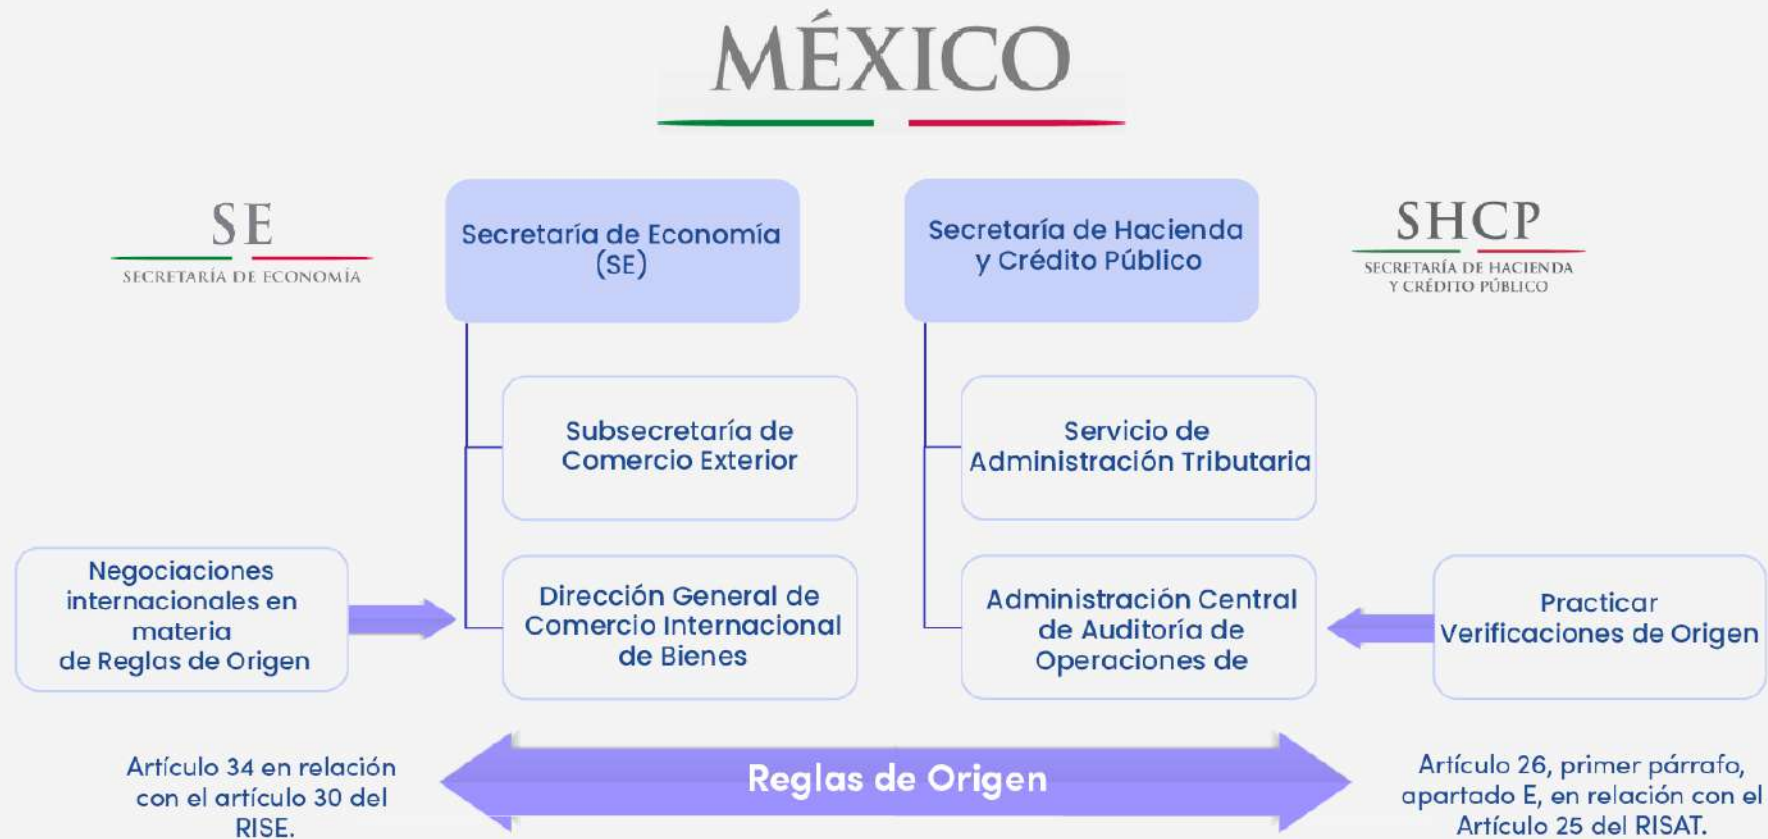 MÉXICO
SE
SECRETARÍA DE ECONOMÍA
Secretaría de Economía
(SE)
Secretaría de Hacienda
y Crédito Público
SHCP
SECRETARÍA DE HACIENDA
Y CRÉDITO PÚBLICO
Subsecretaría de
Comercio Exterior
Servicio de
Administración Tributaria
Negociaciones
internacionales en
materia
de Reglas de Origen
Dirección General de
Comercio Internacional
de Bienes
Administración Central
de Auditoría de
Operaciones de
Practicar
Verificaciones de Origen
Artículo 34 en relación
con el artículo 30 del
RISE.
Reglas de Origen
Artículo 26, primer párrafo,
apartado E, en relación con el
Artículo 25 del RISAT.